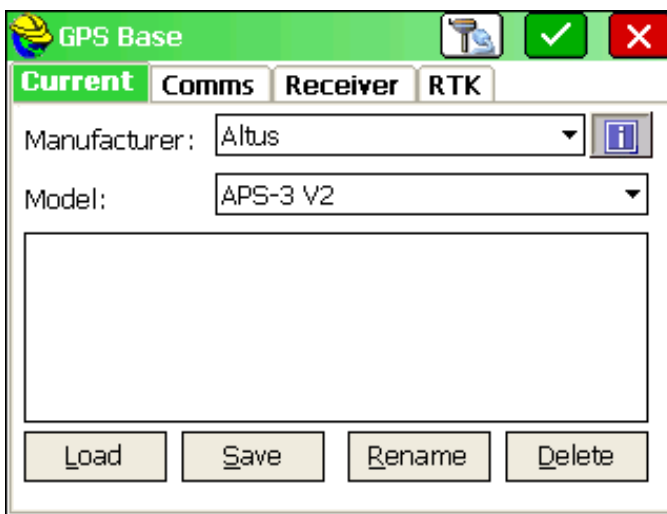 GPS Base
Current Comms Receiver RTK
Manufacturer: Altus
Model: APS-3 V2
Load Save Rename Delete